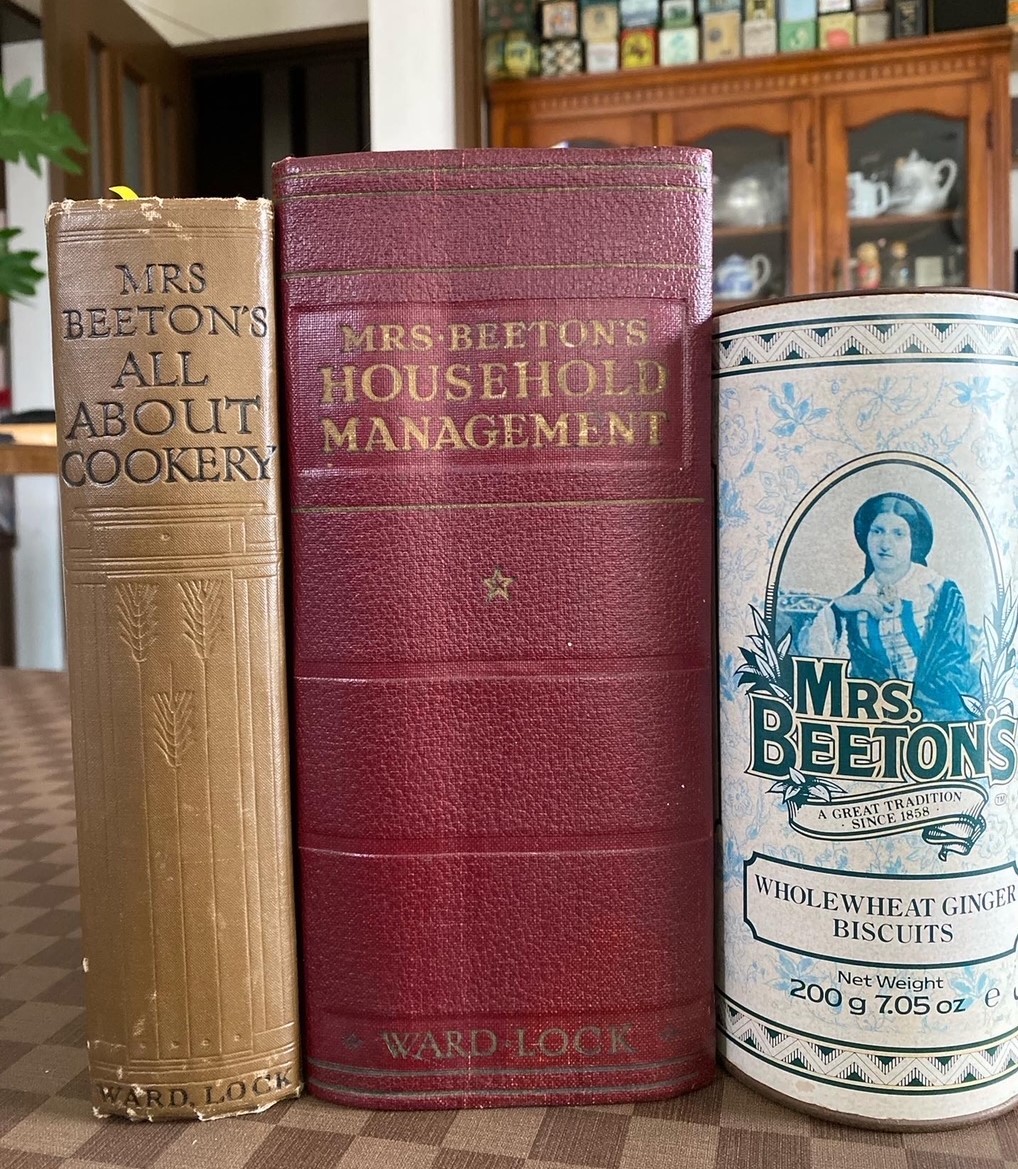 MRS
BEETON'S
ALL
ABOUT
COOKERY
WARD, LOCK
MRS·BEETON'S
HOUSEHOLD
MANAGEMENT
WARD·LOCK
MRS.
BEETON'S
TM
A GREAT TRADITION
· SINCE 1858 ·
WHOLEWHEAT GINGER
BISCUITS
Net Weight
200 g 7.05 oz e